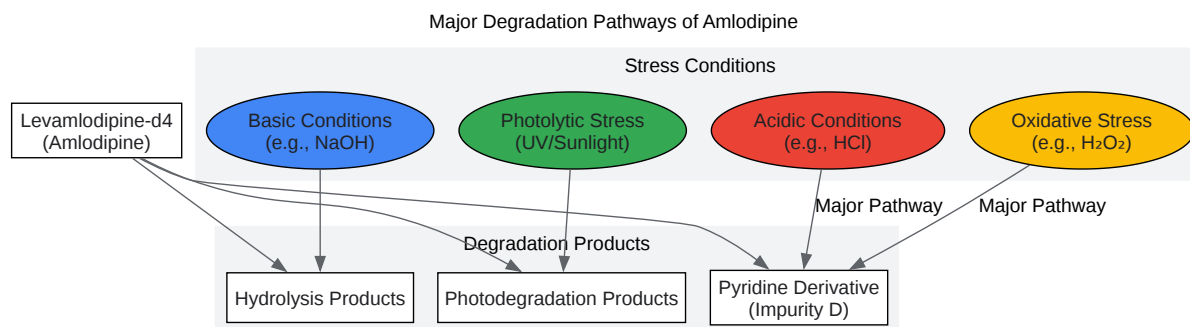 Major Degradation Pathways of Amlodipine
Stress Conditions
Levamlodipine-d4
(Amlodipine)
Basic Conditions
(e.g., NaOH)
Photolytic Stress
(UV/Sunlight)
Acidic Conditions
(e.g., HCl)
Oxidative Stress
(e.g., H₂O₂)
Major Pathway
Major Pathway
Degradation Products
Hydrolysis Products
Photodegradation Products
Pyridine Derivative
(Impurity D)